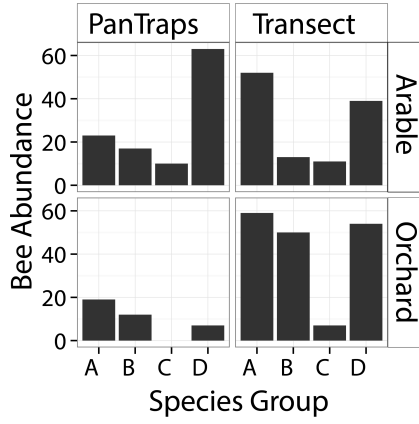 PanTraps Transect
Bee Abundance
60
40
20
0
Arable
60
40
20
0
Orchard
A B C D A B C D
Species Group